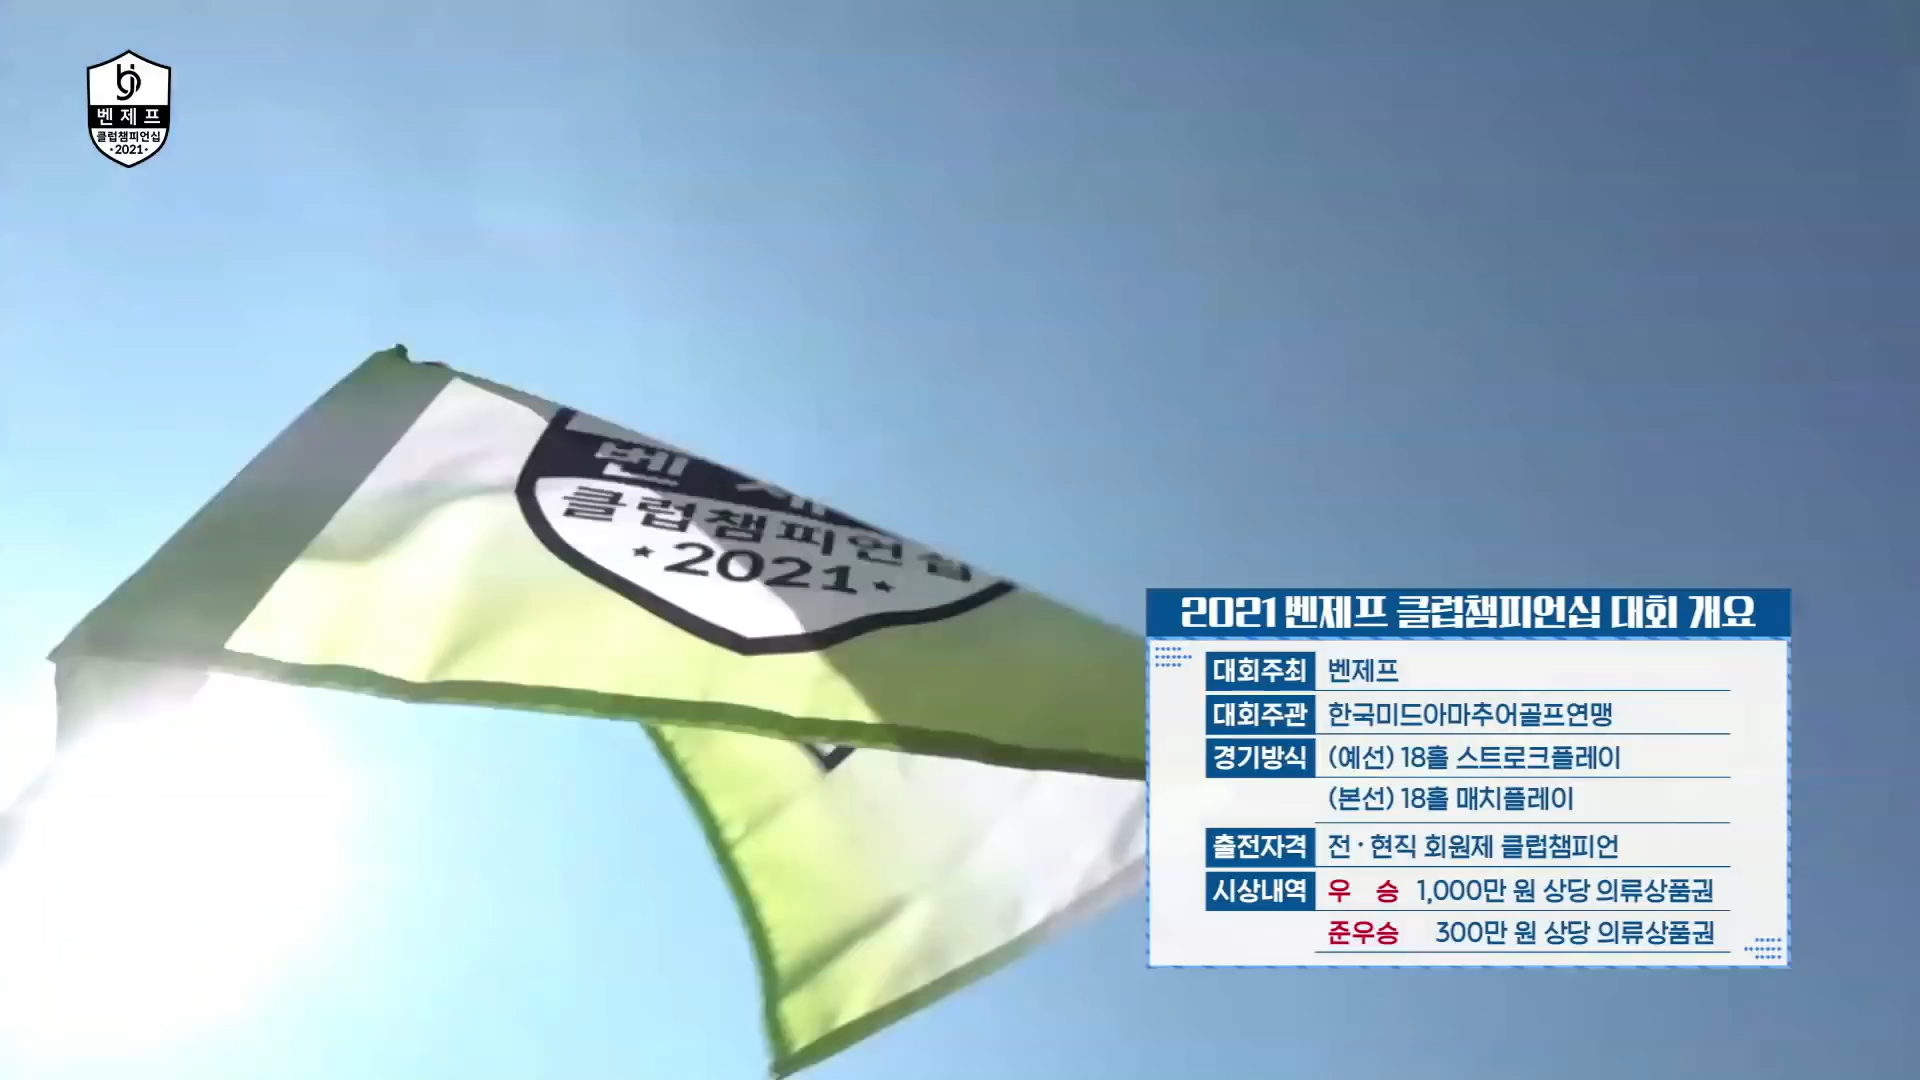 벤제프
클럽챔피언십
·2021·
벤제
클럽챔피언십
★2021★
2021 벤제프 클럽챔피언십 대회 개요
대회주최 벤제프
대회주관 한국미드아마추어골프연맹
경기방식 (예선) 18홀 스트로크플레이
(본선) 18홀 매치플레이
출전자격 전·현직 회원제 클럽챔피언
시상내역 우 승 1,000만 원 상당 의류상품권
준우승 300만 원 상당 의류상품권